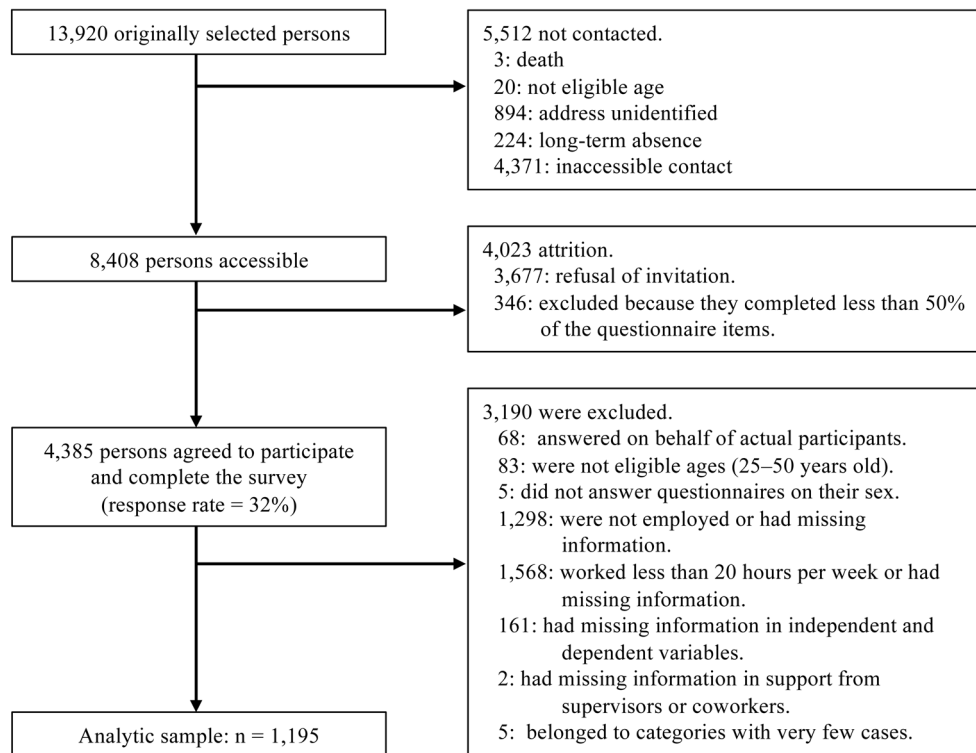 13,920 originally selected persons
5,512 not contacted.
3: death
20: not eligible age
894: address unidentified
224: long-term absence
4,371: inaccessible contact
8,408 persons accessible
4,023 attrition.
3,677: refusal of invitation.
346: excluded because they completed less than 50%
of the questionnaire items.
4,385 persons agreed to participate
and complete the survey
(response rate = 32%)
3,190 were excluded.
68: answered on behalf of actual participants.
83: were not eligible ages (25–50 years old).
5: did not answer questionnaires on their sex.
1,298: were not employed or had missing
information.
1,568: worked less than 20 hours per week or had
missing information.
161: had missing information in independent and
dependent variables.
2: had missing information in support from
supervisors or coworkers.
5: belonged to categories with very few cases.
Analytic sample: n = 1,195